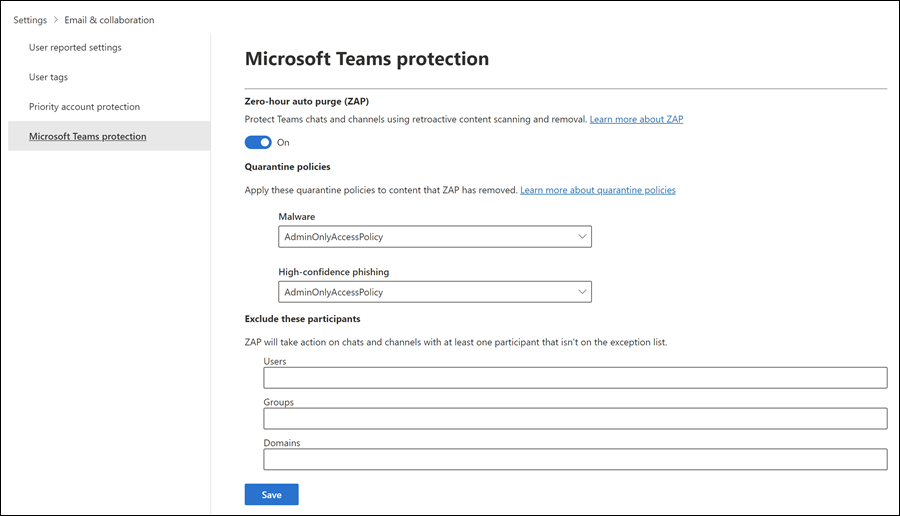 Settings > Email & collaboration
User reported settings
User tags
Priority account protection
Microsoft Teams protection
Microsoft Teams protection
Zero-hour auto purge (ZAP)
Protect Teams chats and channels using retroactive content scanning and removal. Learn more about ZAP
On
Quarantine policies
Apply these quarantine policies to content that ZAP has removed. Learn more about quarantine policies
Malware
AdminOnlyAccessPolicy
High-confidence phishing
AdminOnlyAccessPolicy
Exclude these participants
ZAP will take action on chats and channels with at least one participant that isn't on the exception list.
Users
Groups
Domains
Save